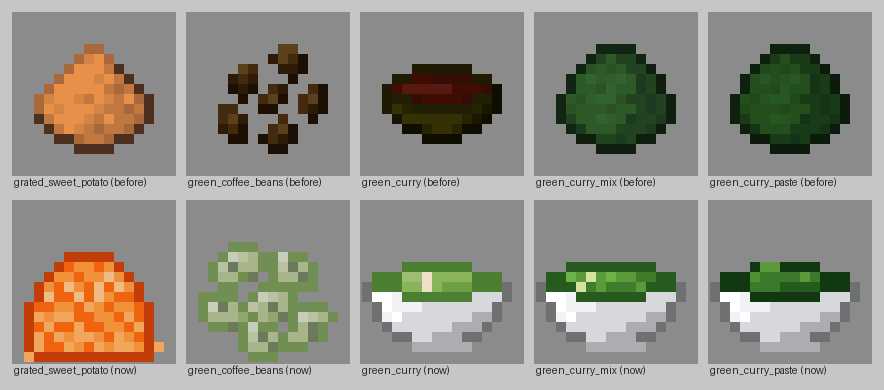 grated_sweet_potato (before)
green_coffee_beans (before)
green_curry (before)
green_curry_mix (before)
green_curry_paste (before)
grated_sweet_potato (now)
green_coffee_beans (now)
green_curry (now)
green_curry_mix (now)
green_curry_paste (now)